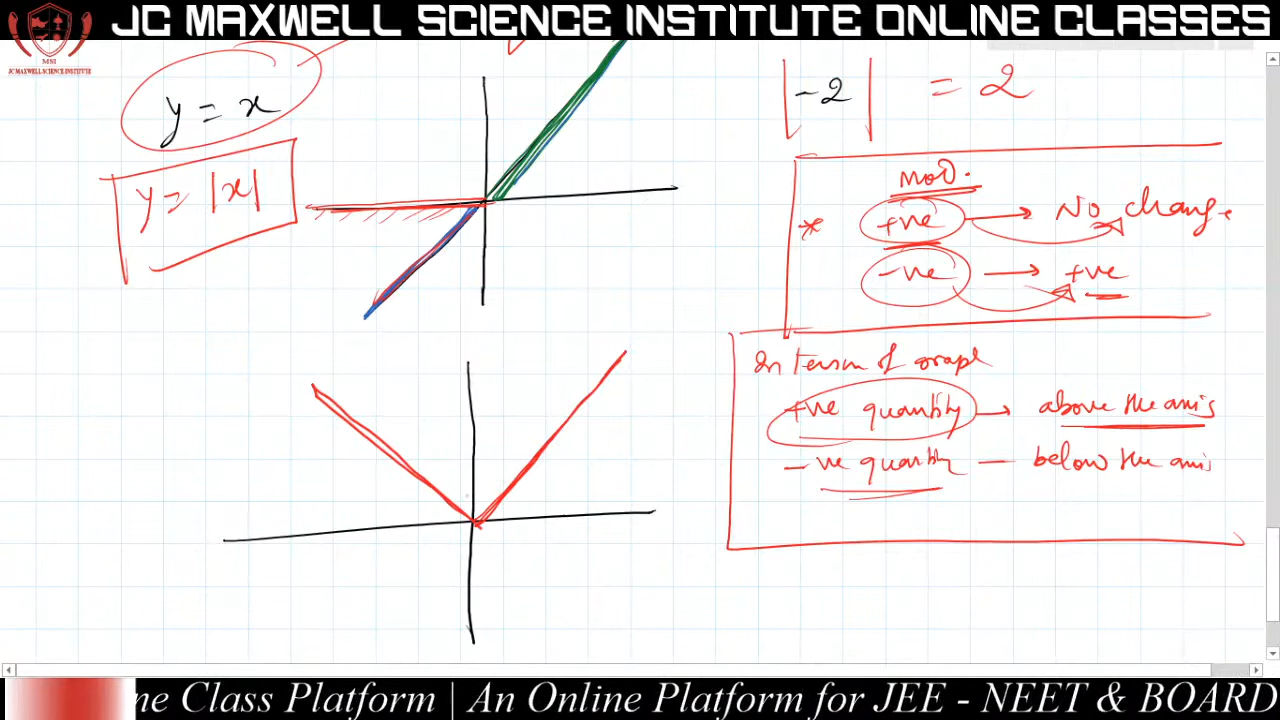 JC MAXWELL SCIENCE INSTITUTE ONLINE CLASSES
MSI
JC MAXWELL SCIENCE INSTITUTE
y = x
y = |x|
|-2| = 2
MOD.
* +ve → No change
-ve → +ve
In term of graph
+ve quantity → above the axis
-ve quantity — below the axis
ne Class Platform | An Online Platform for JEE - NEET & BOARD